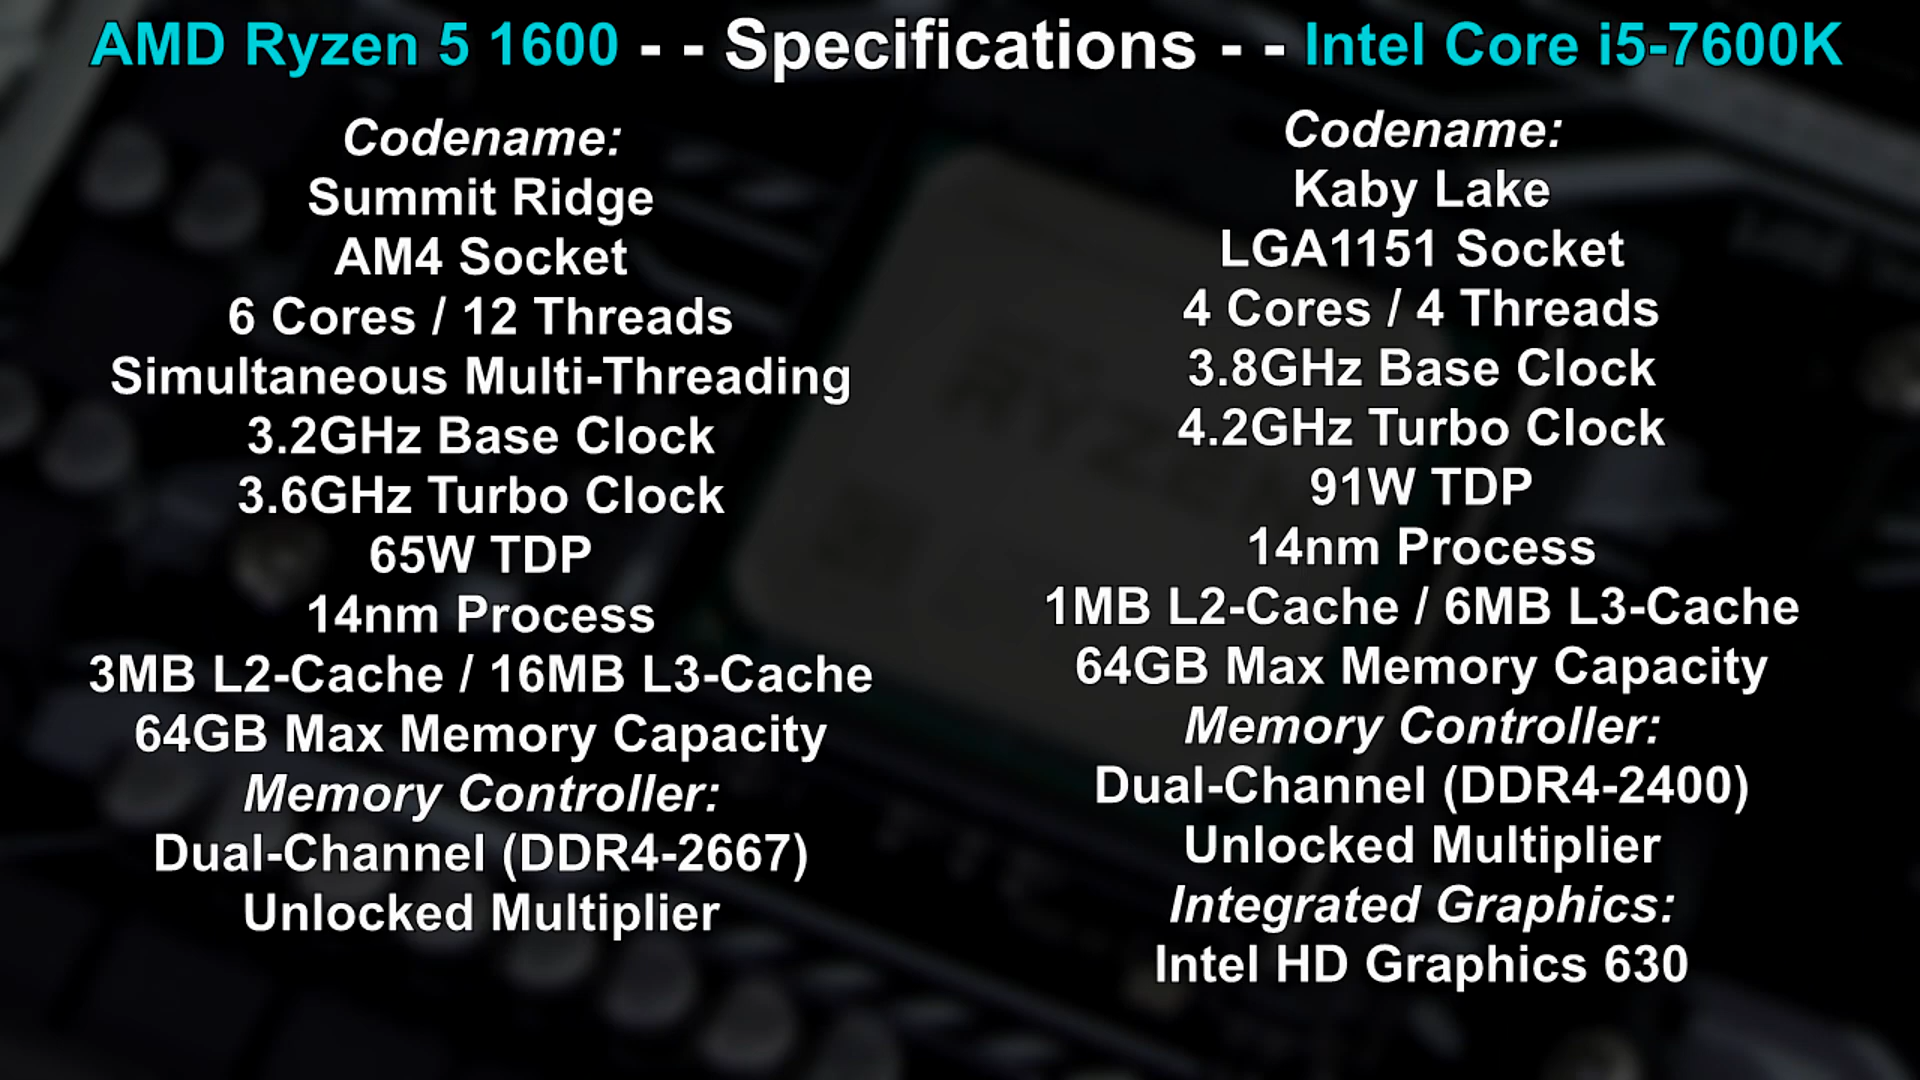 AMD Ryzen 5 1600 - - Specifications - - Intel Core i5-7600K
Codename:
Summit Ridge
AM4 Socket
6 Cores / 12 Threads
Simultaneous Multi-Threading
3.2GHz Base Clock
3.6GHz Turbo Clock
65W TDP
14nm Process
3MB L2-Cache / 16MB L3-Cache
64GB Max Memory Capacity
Memory Controller:
Dual-Channel (DDR4-2667)
Unlocked Multiplier
Codename:
Kaby Lake
LGA1151 Socket
4 Cores / 4 Threads
3.8GHz Base Clock
4.2GHz Turbo Clock
91W TDP
14nm Process
1MB L2-Cache / 6MB L3-Cache
64GB Max Memory Capacity
Memory Controller:
Dual-Channel (DDR4-2400)
Unlocked Multiplier
Integrated Graphics:
Intel HD Graphics 630
RYZEN